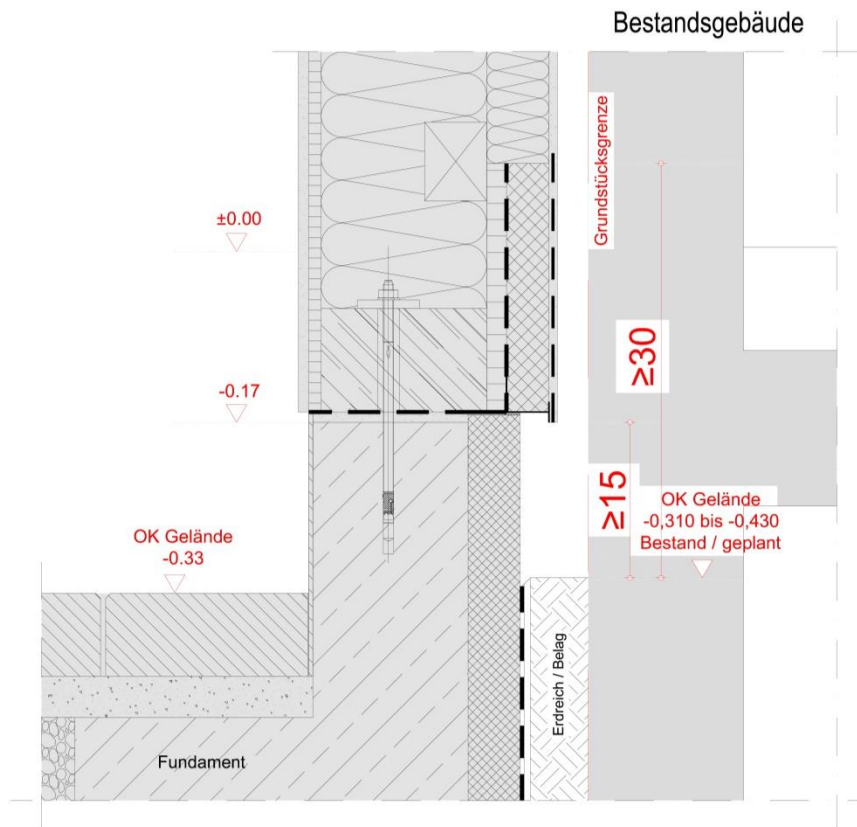 Bestandsgebäude
Grundstücksgrenze
±0.00
≥30
-0.17
≥15
OK Gelände
-0,310 bis -0,430
Bestand / geplant
OK Gelände
-0.33
Erdreich / Belag
Fundament